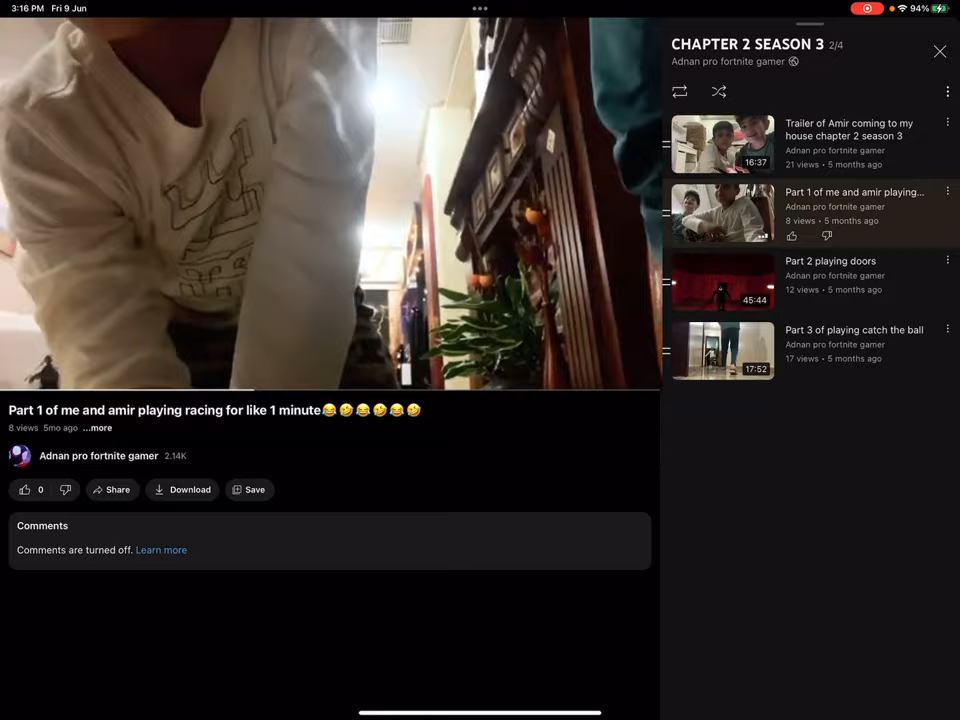 3:16 PM Fri 9 Jun
94%
CHAPTER 2 SEASON 3 2/4
Adnan pro fortnite gamer
Trailer of Amir coming to my
house chapter 2 season 3
Adnan pro fortnite gamer
21 views • 5 months ago
16:37
Part 1 of me and amir playing...
Adnan pro fortnite gamer
8 views • 5 months ago
Part 2 playing doors
Adnan pro fortnite gamer
12 views • 5 months ago
45:44
Part 3 of playing catch the ball
Adnan pro fortnite gamer
17 views • 5 months ago
17:52
Part 1 of me and amir playing racing for like 1 minute😂🤣😂🤣😂🤣
8 views 5mo ago ...more
Adnan pro fortnite gamer 2.14K
0 Share Download Save
Comments
Comments are turned off. Learn more